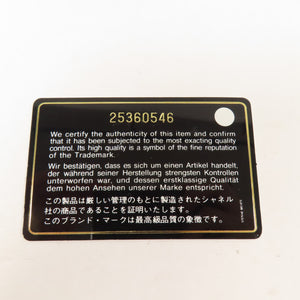 25360546
We certify the authenticity of this item and confirm
that it has been subjected to the most exacting quality
control. Its high quality is a symbol of the fine reputation
of the Trademark.
Wir bestätigen, dass es sich um einen Artikel handelt,
der während seiner Herstellung strengsten Kontrollen
unterworfen war, und dessen erstklassige Qualität
dem hohen Ansehen unserer Marke entspricht.
この製品は厳しい管理のもとに製造されたシャネル
社の商品であることを証明いたします。
このブランド・マークは最高級品質の象徴です。